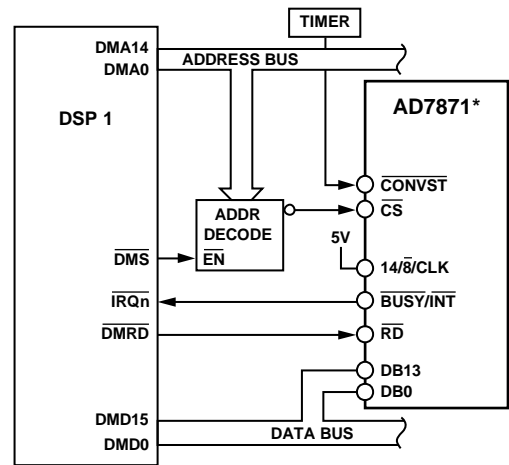 TIMER
DMA14
DMA0
ADDRESS BUS
DSP 1
AD7871*
CONVST
CS
ADDR
DECODE
EN
5V
14/8/CLK
DMS
IRQn
BUSY/INT
DMRD
RD
DB13
DB0
DMD15
DMD0
DATA BUS